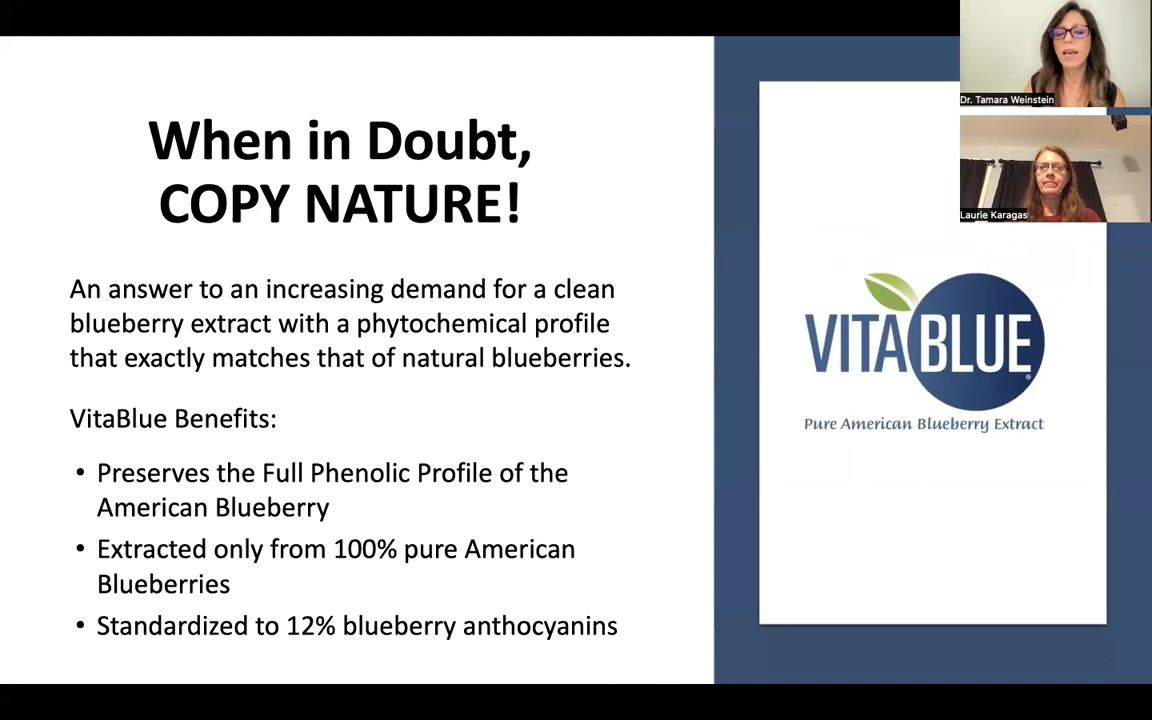 When in Doubt,
COPY NATURE!
An answer to an increasing demand for a clean
blueberry extract with a phytochemical profile
that exactly matches that of natural blueberries.
VitaBlue Benefits:
• Preserves the Full Phenolic Profile of the
American Blueberry
• Extracted only from 100% pure American
Blueberries
• Standardized to 12% blueberry anthocyanins
VITABLUE®
Pure American Blueberry Extract
Dr. Tamara Weinstein
Laurie Karagas